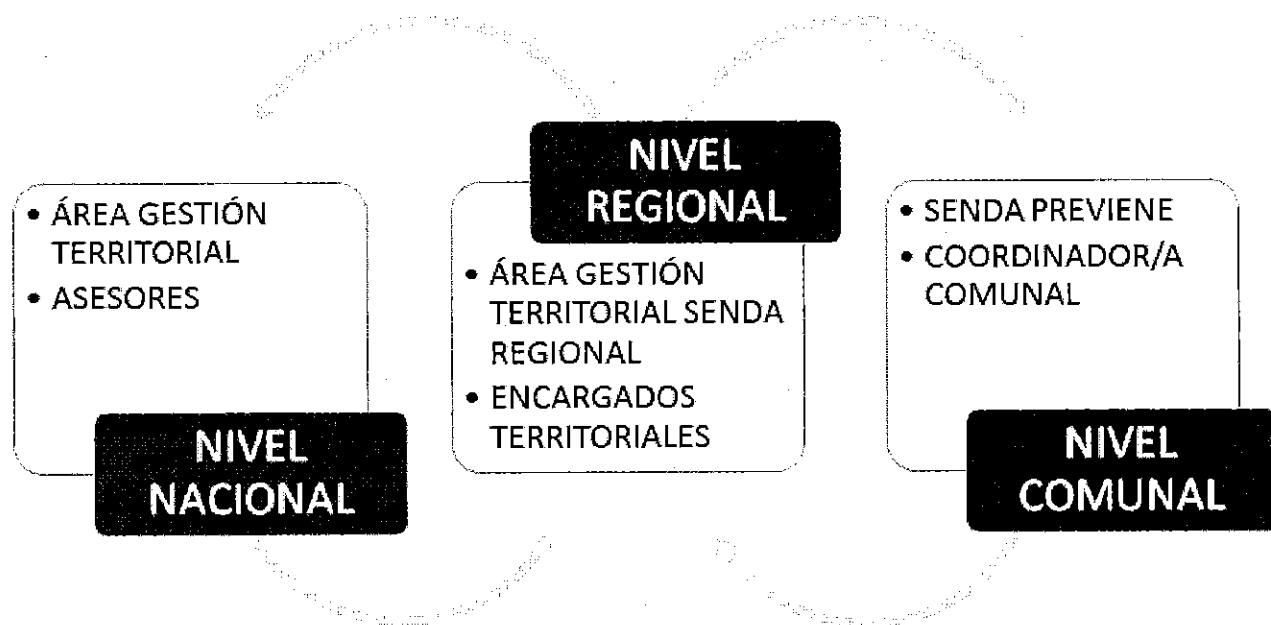 • ÁREA GESTIÓN
TERRITORIAL
• ASESORES
NIVEL
NACIONAL
NIVEL
REGIONAL
• ÁREA GESTIÓN
TERRITORIAL SENDA
REGIONAL
• ENCARGADOS
TERRITORIALES
• SENDA PREVIENE
• COORDINADOR/A
COMUNAL
NIVEL
COMUNAL